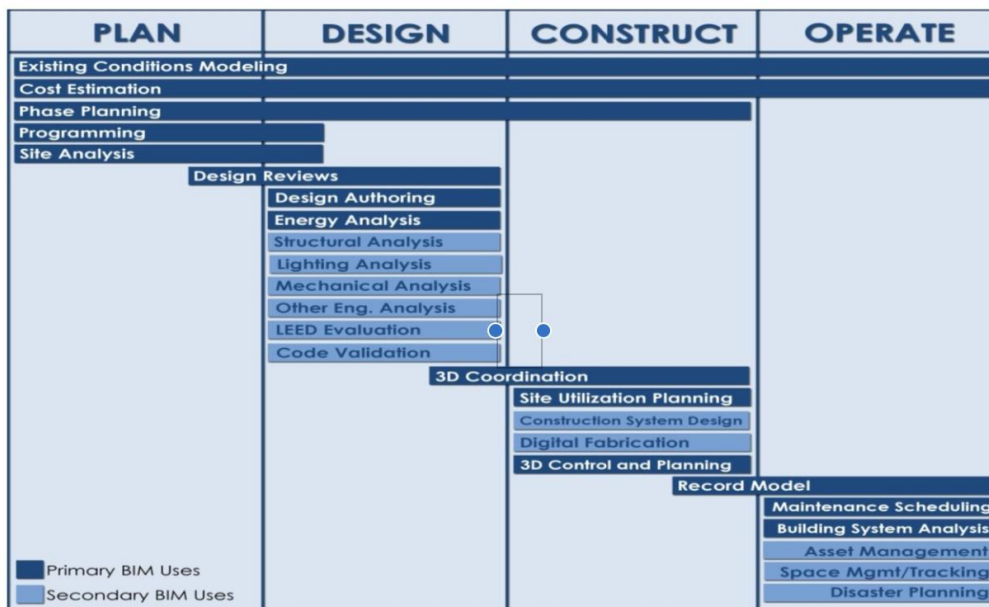 PLAN DESIGN CONSTRUCT OPERATE
Existing Conditions Modeling
Cost Estimation
Phase Planning
Programming
Site Analysis
Design Reviews
Design Authoring
Energy Analysis
Structural Analysis
Lighting Analysis
Mechanical Analysis
Other Eng. Analysis
LEED Evaluation
Code Validation
3D Coordination
Site Utilization Planning
Construction System Design
Digital Fabrication
3D Control and Planning
Record Model
Maintenance Scheduling
Building System Analysis
Asset Management
Space Mgmt/Tracking
Disaster Planning
Primary BIM Uses
Secondary BIM Uses